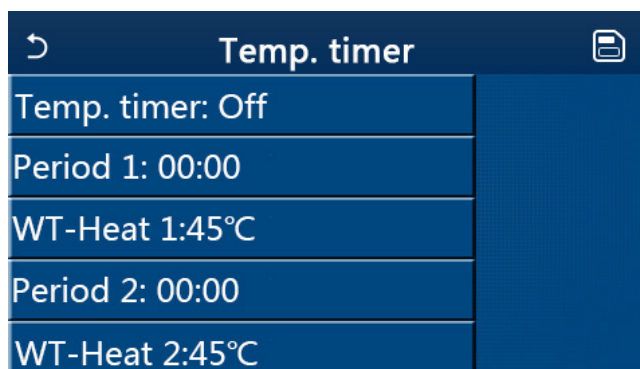 Temp. timer
Temp. timer: Off
Period 1: 00:00
WT-Heat 1:45℃
Period 2: 00:00
WT-Heat 2:45℃